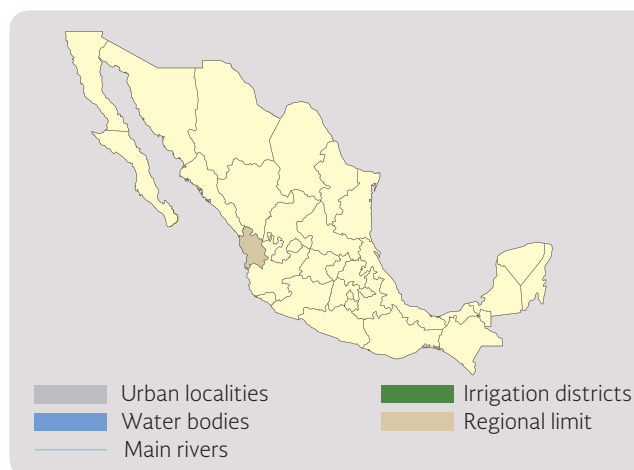 Urban localities
Water bodies
Main rivers
Irrigation districts
Regional limit